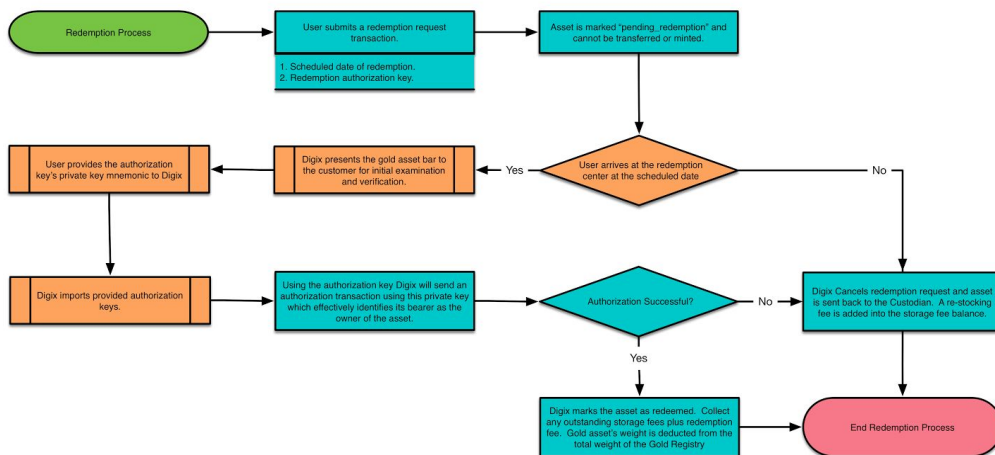 Redemption Process
User submits a redemption request
transaction.
1. Scheduled date of redemption.
2. Redemption authorization key.
Asset is marked “pending_redemption” and
cannot be transferred or minted.
User arrives at the redemption
center at the scheduled date
Yes
No
Digix presents the gold asset bar to
the customer for initial examination
and verification.
User provides the authorization
key's private key mnemonic to Digix
Digix imports provided authorization
keys.
Using the authorization key Digix will send an
authorization transaction using this private key
which effectively identifies its bearer as the
owner of the asset.
Authorization Successful?
No
Digix Cancels redemption request and asset
is sent back to the Custodian. A re-stocking
fee is added into the storage fee balance.
Yes
Digix marks the asset as redeemed. Collect
any outstanding storage fees plus redemption
fee. Gold asset's weight is deducted from the
total weight of the Gold Registry
End Redemption Process